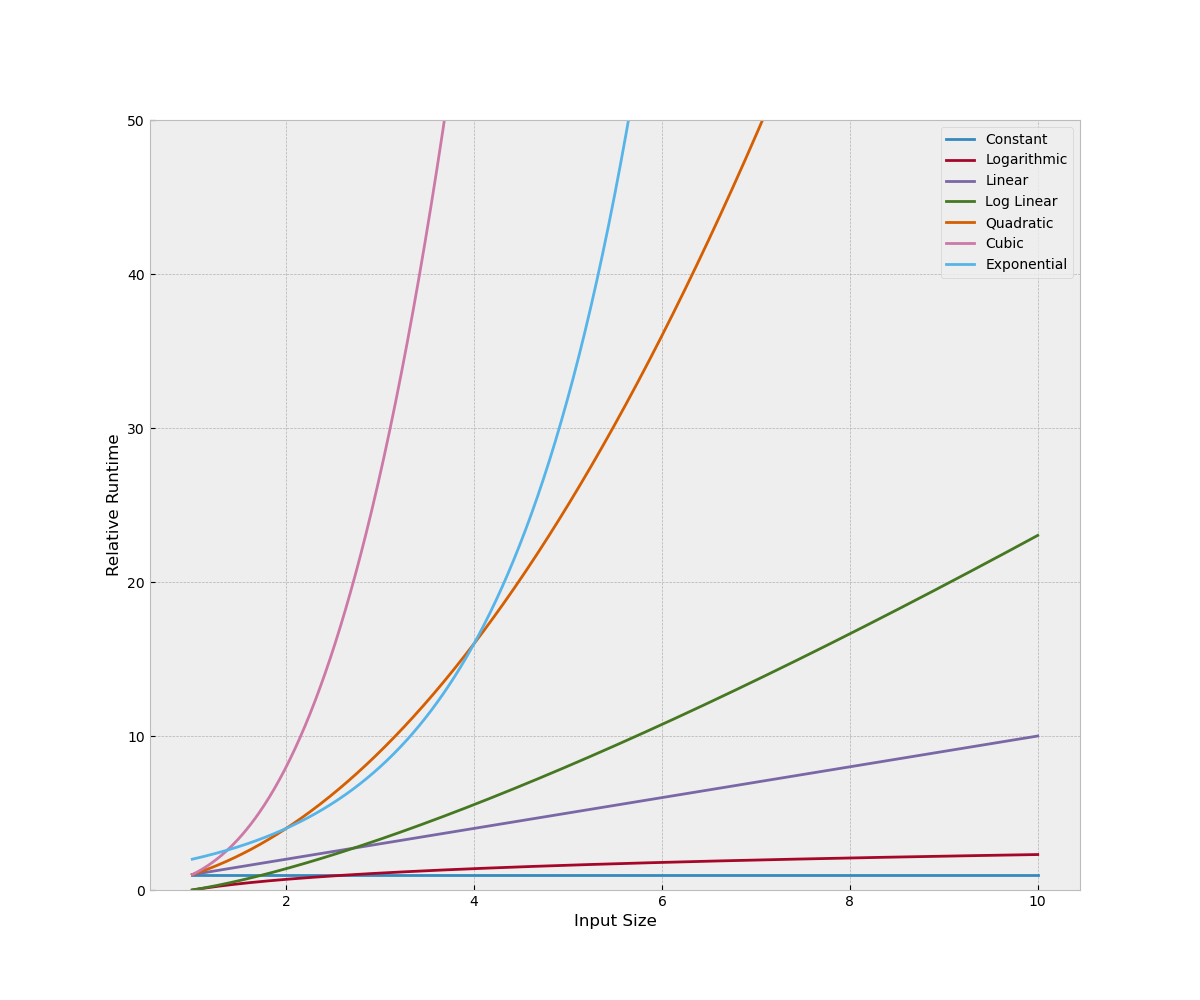 50
40
30
20
10
0
Relative Runtime
2
4
6
8
10
Input Size
Constant
Logarithmic
Linear
Log Linear
Quadratic
Cubic
Exponential